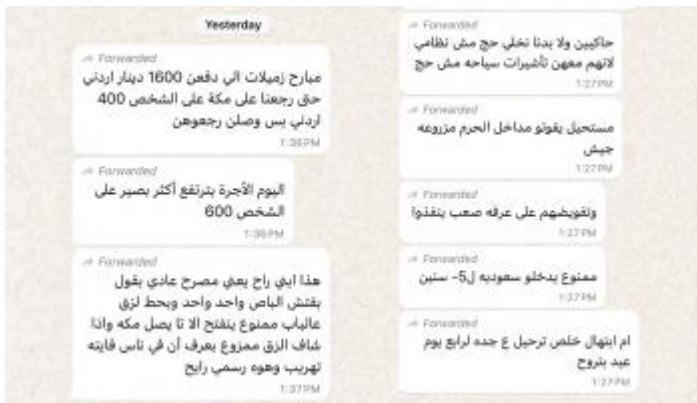 Yesterday
Forwarded
مبارح زميلات الي دفعن 1600 دينار اردني
حق رجعنا على مكة على الشخص 400
اردني بس وصلن رجعوهن
1:36 PM
Forwarded
اليوم الأجرة بترتفع أكثر بصير على
الشخص 600
1:36 PM
Forwarded
هذا ابني راح يعني مصرح عادي بقول
بفتش الباص واحد واحد وبحط لزق
عالباب ممنوع ينفتح الا تا يصل مكه واذا
شاف الزق ممزوع بعرف أن في ناس فايته
تهريب وهوه رسمي رايح
1:37 PM
Forwarded
حاكيين ولا بدنا نخلي حج مش نظامي
لانهم معهن تأشيرات سياحه مش حج
1:27 PM
Forwarded
مستحيل يفوتو مداخل الحرم مزروعه
جيش
1:27 PM
Forwarded
وتفويضهم على عرفه صعب يتفذوا
1:27 PM
Forwarded
ممنوع يدخلو سعوديه ل5- سنين
1:27 PM
Forwarded
ام ابتهال خلص ترحيل ع جده لرابع يوم
عيد بتروح
1:27 PM